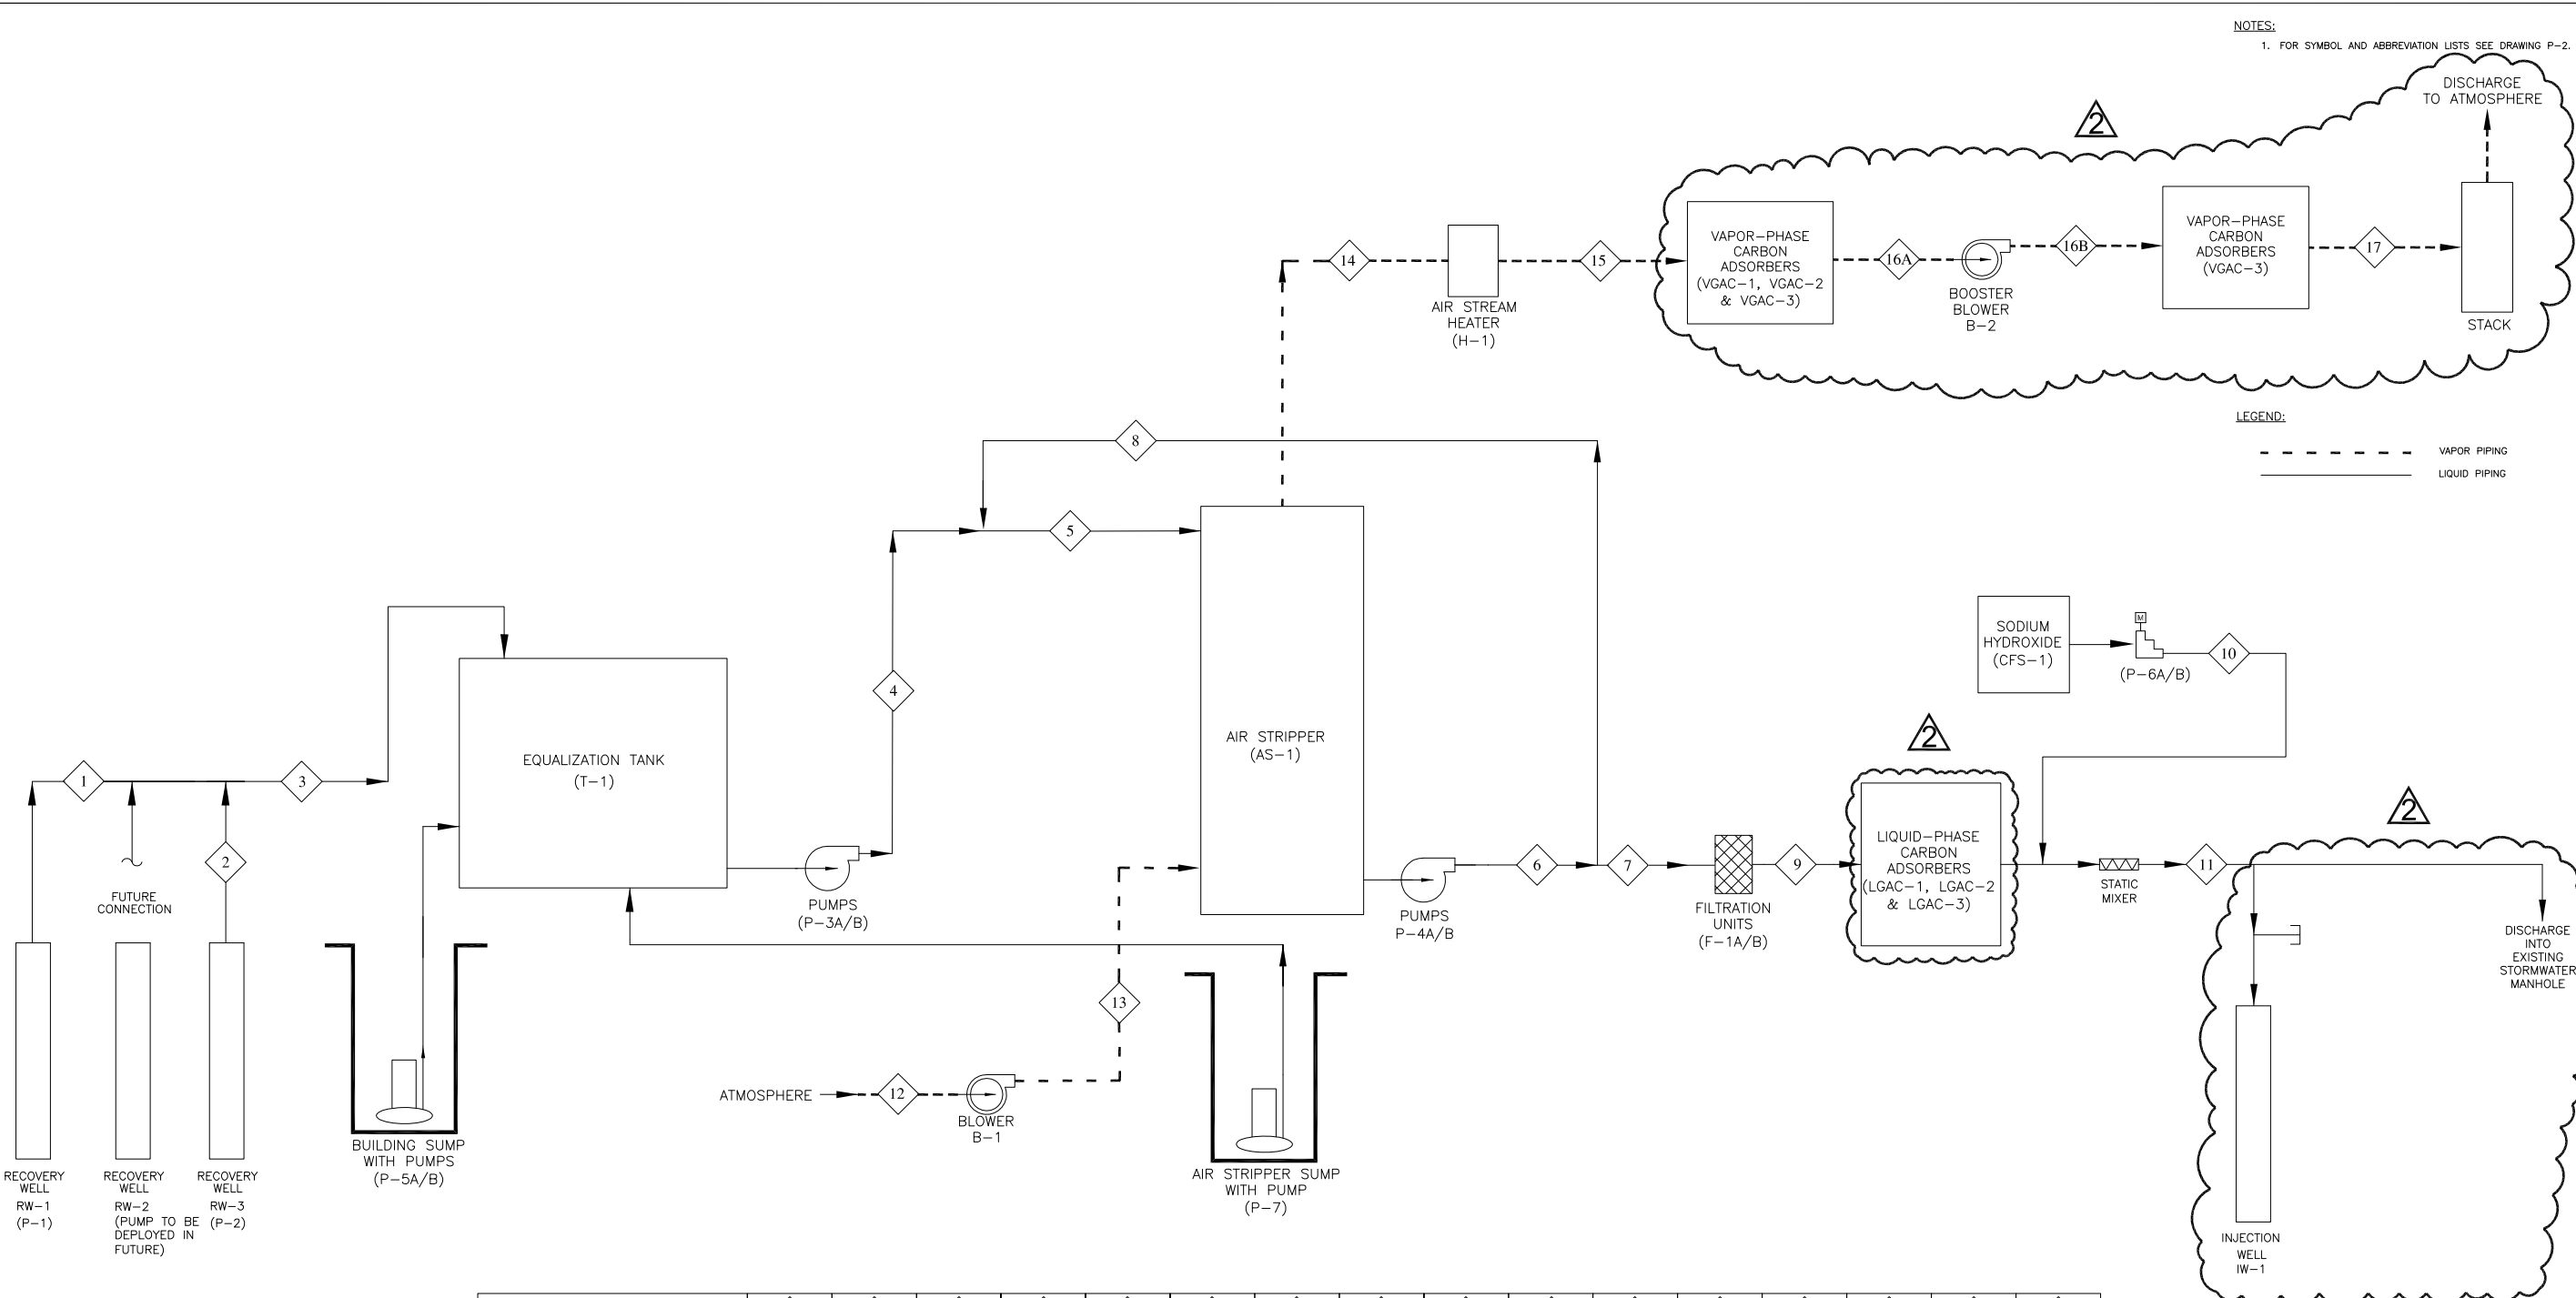 NOTES:
1. FOR SYMBOL AND ABBREVIATION LISTS SEE DRAWING P-2.
DISCHARGE
TO ATMOSPHERE
2
14
AIR STREAM
HEATER
(H-1)
15
VAPOR-PHASE
CARBON
ADSORBERS
(VGAC-1, VGAC-2
& VGAC-3)
16A
BOOSTER
BLOWER
B-2
16B
VAPOR-PHASE
CARBON
ADSORBERS
(VGAC-3)
17
STACK
LEGEND:
VAPOR PIPING
LIQUID PIPING
8
5
4
SODIUM
HYDROXIDE
(CFS-1)
M
(P-6A/B)
10
EQUALIZATION TANK
(T-1)
AIR STRIPPER
(AS-1)
1
3
2
FUTURE
CONNECTION
PUMPS
(P-3A/B)
PUMPS
P-4A/B
6
7
FILTRATION
UNITS
(F-1A/B)
9
2
LIQUID-PHASE
CARBON
ADSORBERS
(LGAC-1, LGAC-2
& LGAC-3)
STATIC
MIXER
11
2
DISCHARGE
INTO
EXISTING
STORMWATER
MANHOLE
13
ATMOSPHERE
12
BLOWER
B-1
RECOVERY
WELL
RW-1
(P-1)
RECOVERY
WELL
RW-2
(PUMP TO BE
DEPLOYED IN
FUTURE)
RECOVERY
WELL
RW-3
(P-2)
BUILDING SUMP
WITH PUMPS
(P-5A/B)
AIR STRIPPER SUMP
WITH PUMP
(P-7)
INJECTION
WELL
IW-1